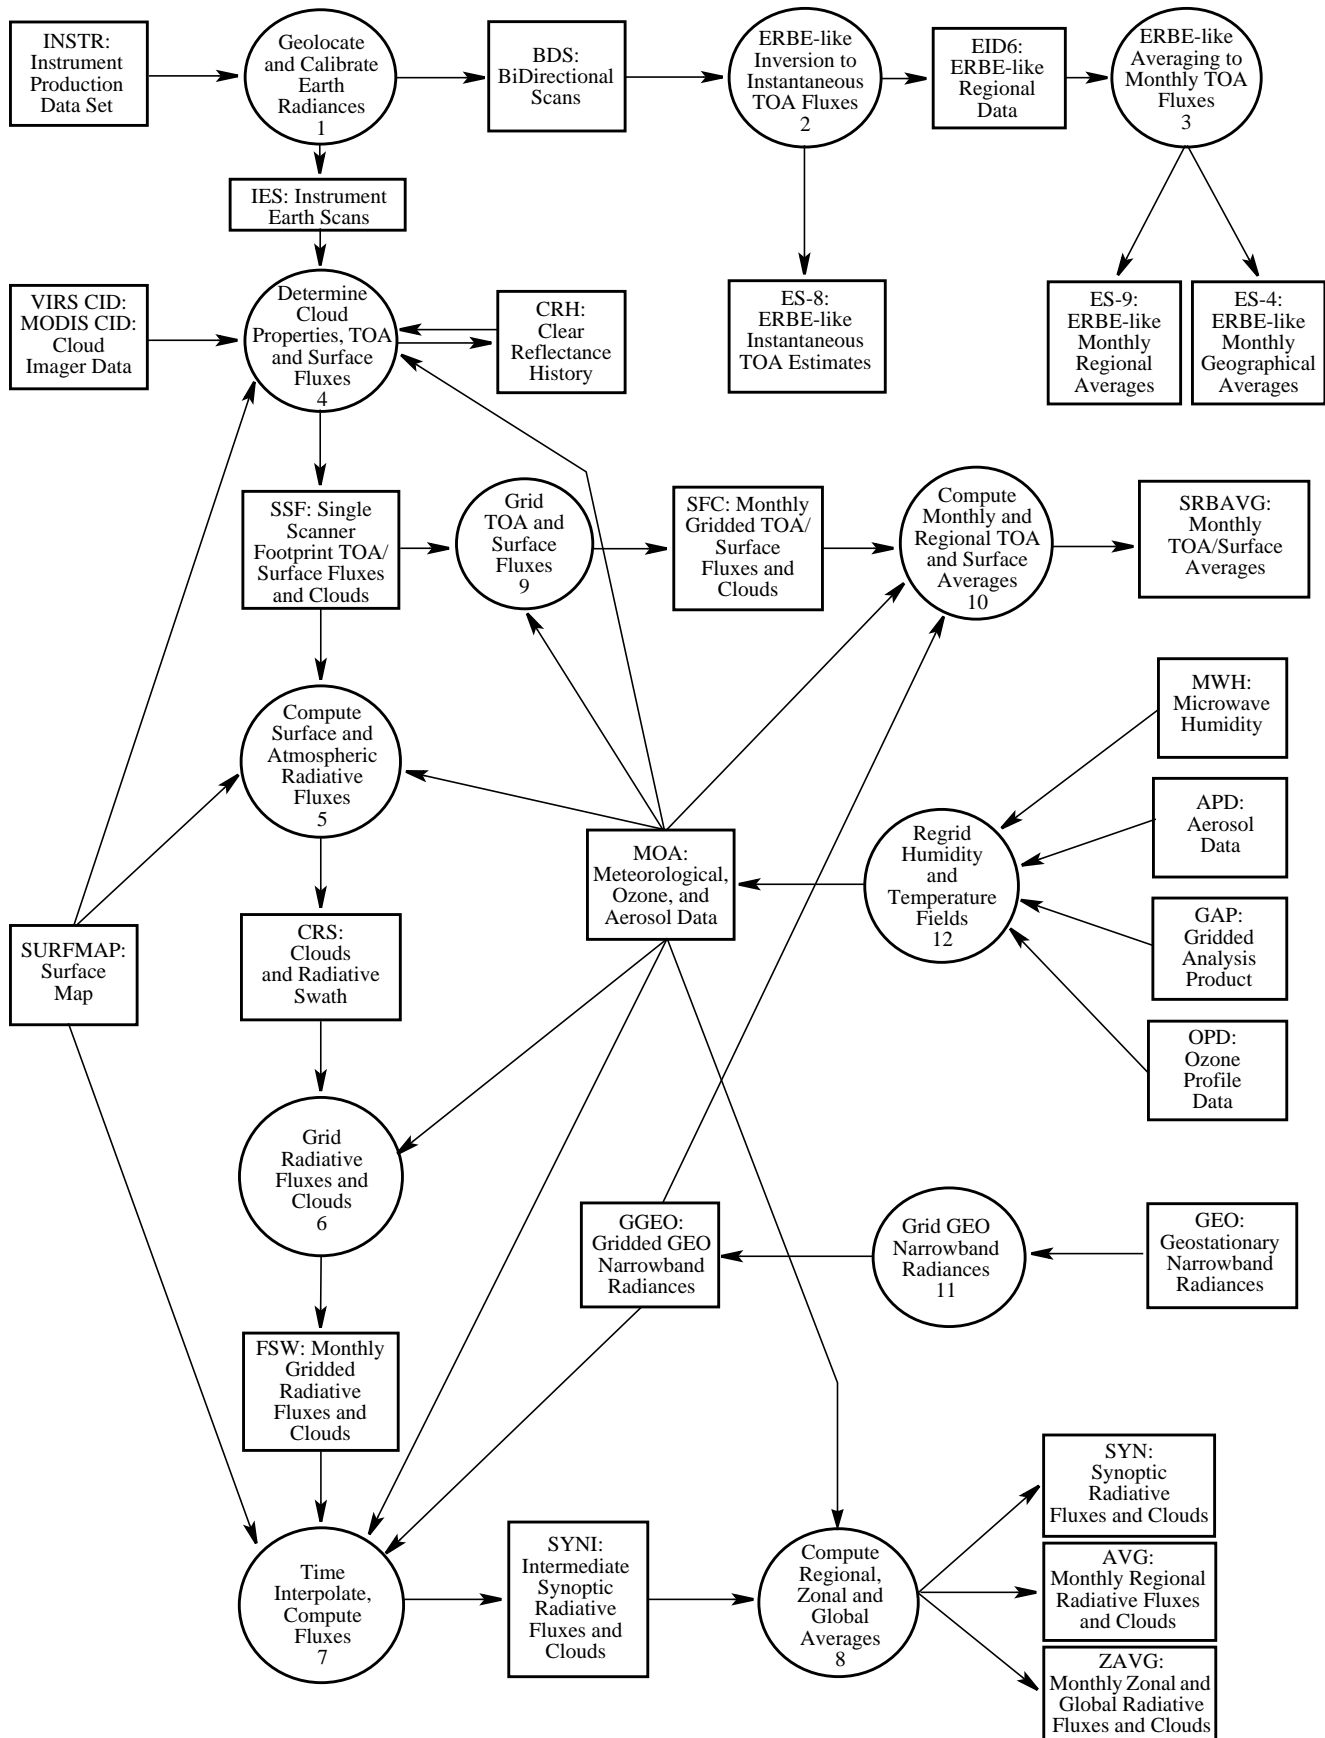 INSTR:
Instrument
Production
Data Set
Geolocate
and Calibrate
Earth
Radiances
1
BDS:
BiDirectional
Scans
ERBE-like
Inversion to
Instantaneous
TOA Fluxes
2
EID6:
ERBE-like
Regional
Data
ERBE-like
Averaging to
Monthly TOA
Fluxes
3
IES: Instrument
Earth Scans
VIRS CID:
MODIS CID:
Cloud
Imager Data
Determine
Cloud
Properties, TOA
and Surface
Fluxes
4
CRH:
Clear
Reflectance
History
ES-8:
ERBE-like
Instantaneous
TOA Estimates
ES-9:
ERBE-like
Monthly
Regional
Averages
ES-4:
ERBE-like
Monthly
Geographical
Averages
SSF: Single
Scanner
Footprint TOA/
Surface Fluxes
and Clouds
Grid
TOA and
Surface
Fluxes
9
SFC: Monthly
Gridded TOA/
Surface
Fluxes and
Clouds
Compute
Monthly and
Regional TOA
and Surface
Averages
10
SRBAVG:
Monthly
TOA/Surface
Averages
Compute
Surface and
Atmospheric
Radiative
Fluxes
5
MWH:
Microwave
Humidity
APD:
Aerosol
Data
MOA:
Meteorological,
Ozone, and
Aerosol Data
Regrid
Humidity
and
Temperature
Fields
12
GAP:
Gridded
Analysis
Product
SURFMAP:
Surface
Map
CRS:
Clouds
and Radiative
Swath
OPD:
Ozone
Profile
Data
Grid
Radiative
Fluxes and
Clouds
6
GGEO:
Gridded GEO
Narrowband
Radiances
Grid GEO
Narrowband
Radiances
11
GEO:
Geostationary
Narrowband
Radiances
FSW: Monthly
Gridded
Radiative
Fluxes and
Clouds
Time
Interpolate,
Compute
Fluxes
7
SYNI:
Intermediate
Synoptic
Radiative
Fluxes and
Clouds
Compute
Regional,
Zonal and
Global
Averages
8
SYN:
Synoptic
Radiative
Fluxes and Clouds
AVG:
Monthly Regional
Radiative Fluxes
and Clouds
ZAVG:
Monthly Zonal and
Global Radiative
Fluxes and Clouds